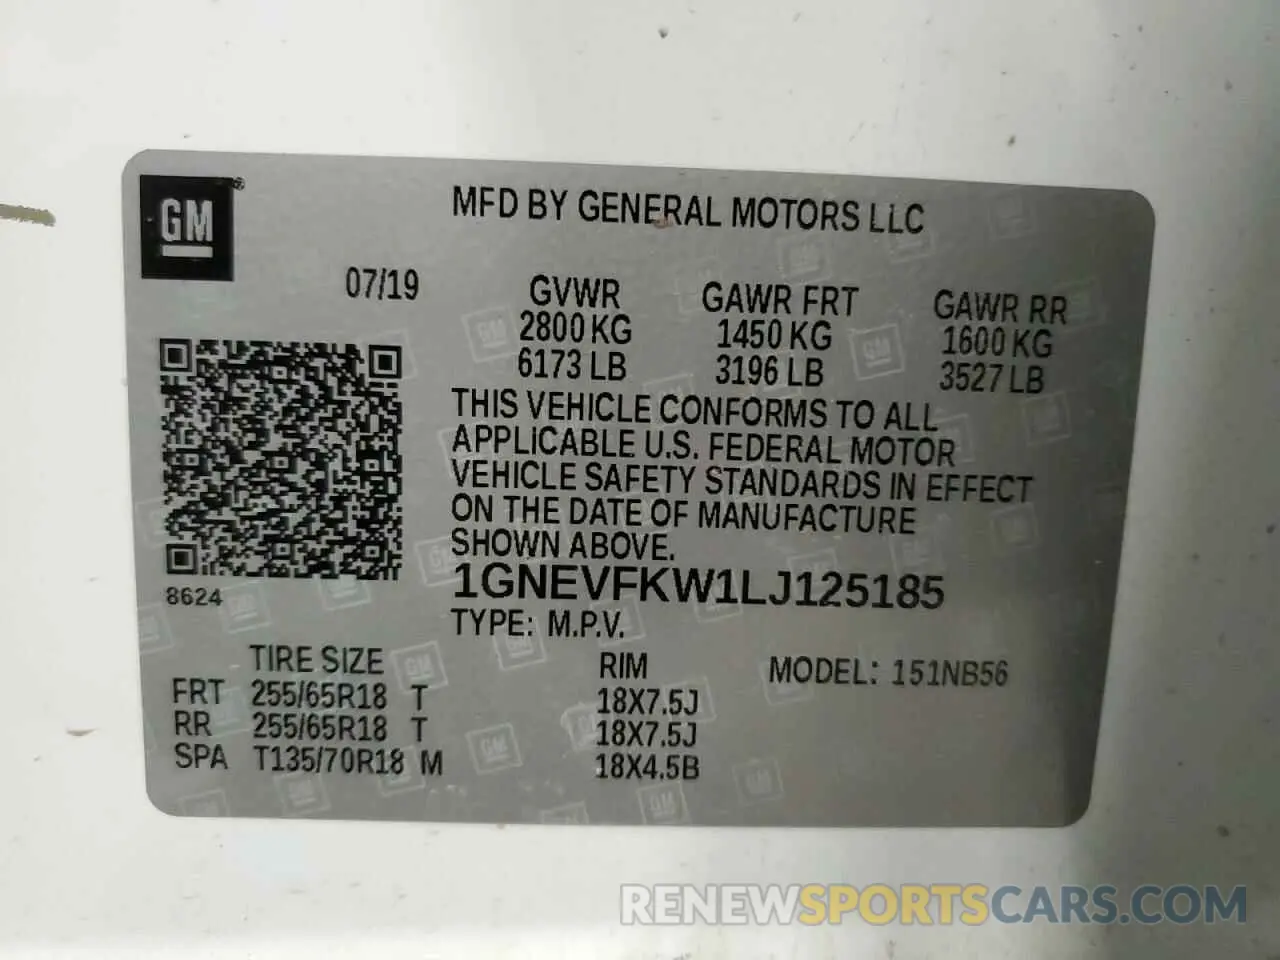 GM®
MFD BY GENERAL MOTORS LLC
07/19 GVWR GAWR FRT GAWR RR
2800 KG 1450 KG 1600 KG
6173 LB 3196 LB 3527 LB
THIS VEHICLE CONFORMS TO ALL
APPLICABLE U.S. FEDERAL MOTOR
VEHICLE SAFETY STANDARDS IN EFFECT
ON THE DATE OF MANUFACTURE
SHOWN ABOVE.
8624
1GNEVFKW1LJ125185
TYPE: M.P.V.
TIRE SIZE RIM MODEL: 151NB56
FRT 255/65R18 T 18X7.5J
RR 255/65R18 T 18X7.5J
SPA T135/70R18 M 18X4.5B
RENEWSPORTSCARS.COM